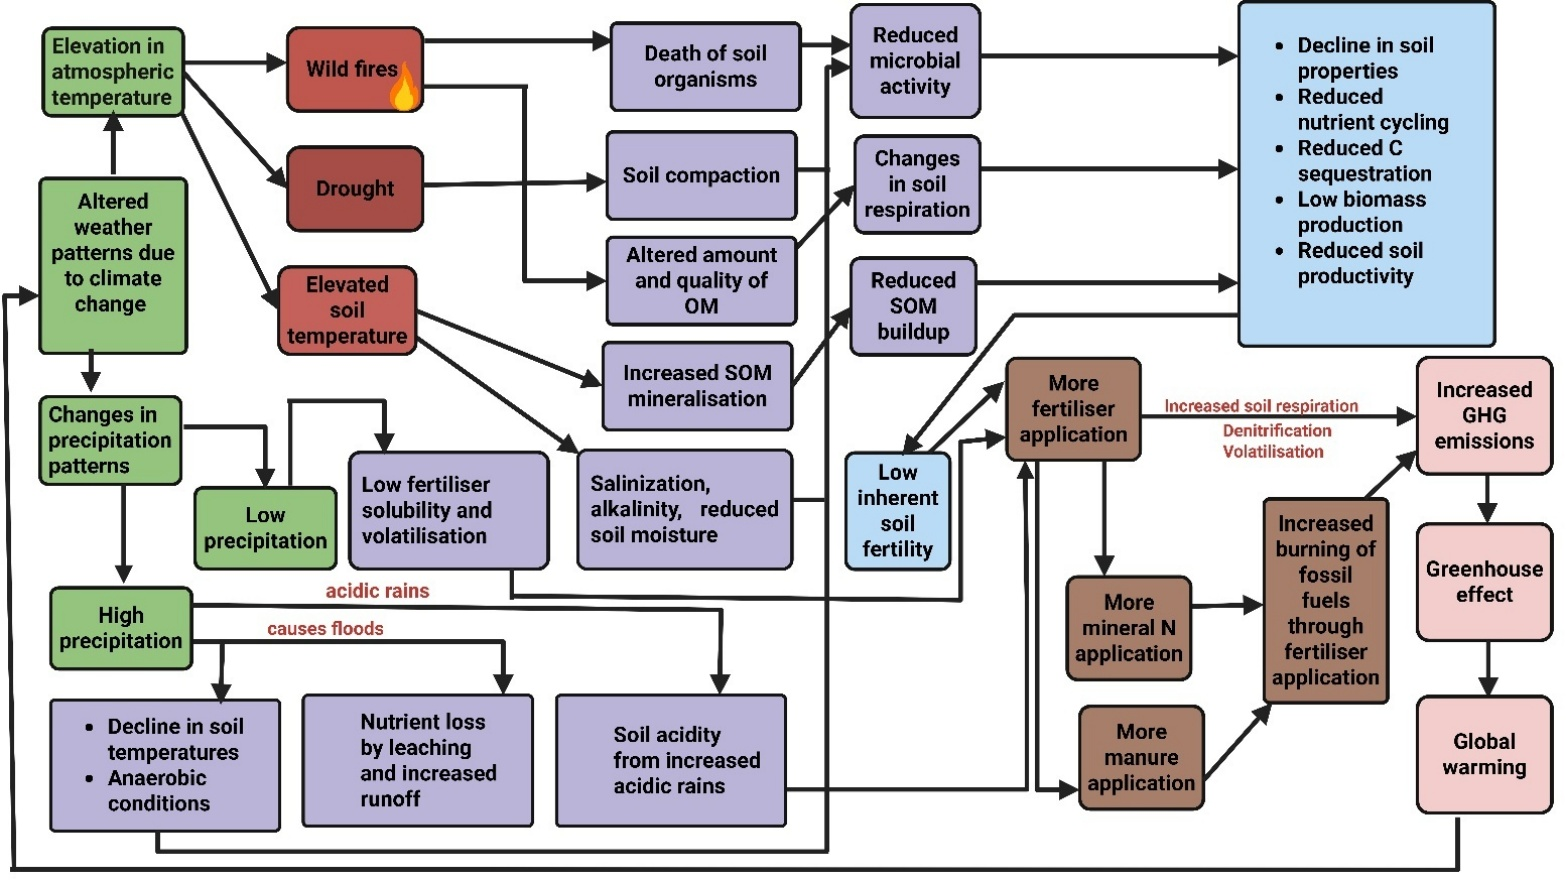 Elevation in
atmospheric
temperature
Wild fires
Death of soil
organisms
Reduced
microbial
activity
• Decline in soil
properties
• Reduced
nutrient cycling
• Reduced C
sequestration
• Low biomass
production
• Reduced soil
productivity
Drought
Soil compaction
Changes
in soil
respiration
Altered
weather
patterns due
to climate
change
Altered amount
and quality of
OM
Elevated
soil
temperature
Reduced
SOM
buildup
Increased SOM
mineralisation
More
fertiliser
application
Increased soil respiration
Denitrification
Volatilisation
Increased
GHG
emissions
Changes in
precipitation
patterns
Low
precipitation
Low fertiliser
solubility and
volatilisation
Salinization,
alkalinity, reduced
soil moisture
Low
inherent
soil
fertility
Increased
burning of
fossil
fuels
through
fertiliser
application
Greenhouse
effect
High
precipitation
acidic rains
causes floods
More
mineral N
application
• Decline in soil
temperatures
• Anaerobic
conditions
Nutrient loss
by leaching
and increased
runoff
Soil acidity
from increased
acidic rains
More
manure
application
Global
warming